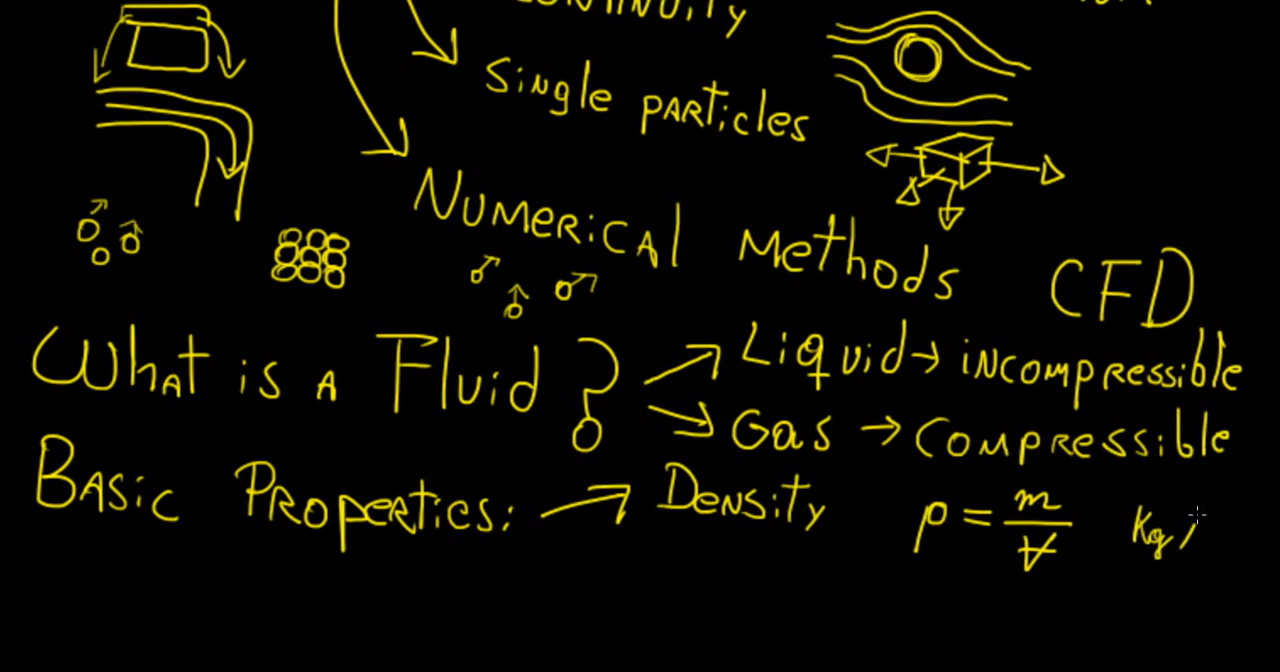 Single particles
Numerical Methods CFD
What is a Fluid? → Liquid → incompressible
→ Gas → Compressible
Basic Properties: → Density ρ = m/V Kg/